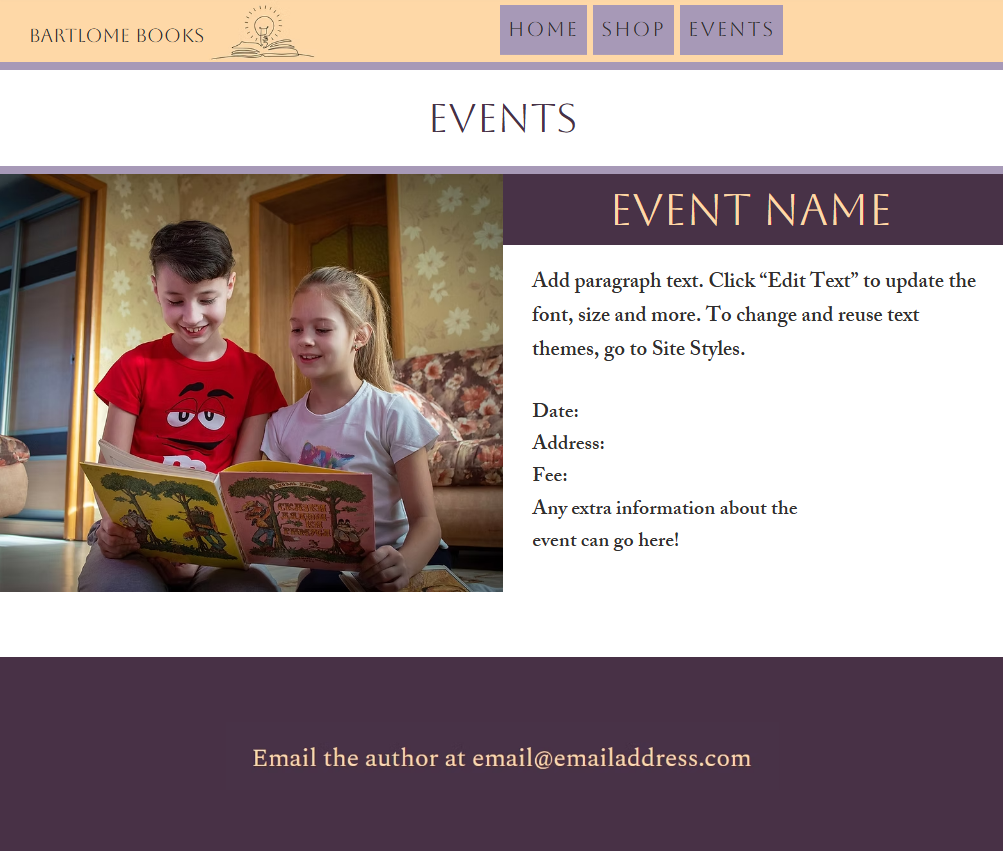 BARTLOME BOOKS
HOME SHOP EVENTS
EVENTS
EVENT NAME
Add paragraph text. Click “Edit Text” to update the
font, size and more. To change and reuse text
themes, go to Site Styles.
Date:
Address:
Fee:
Any extra information about the
event can go here!
Email the author at email@emailaddress.com